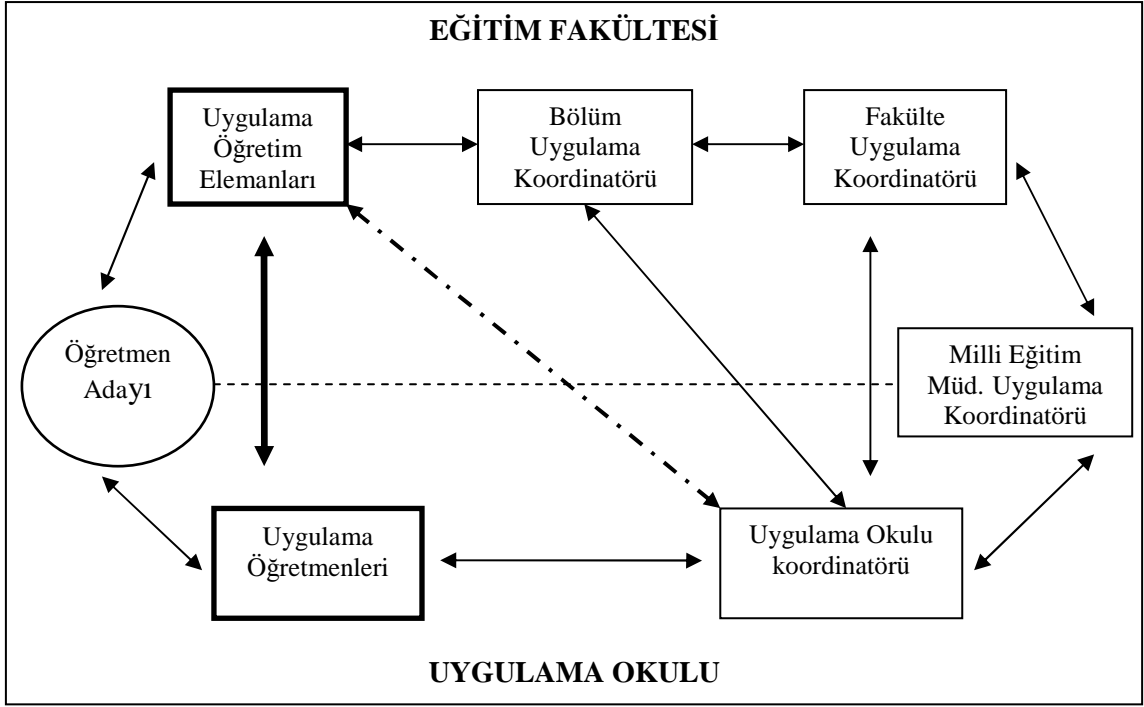 EĞİTİM FAKÜLTESİ
Uygulama
Öğretim
Elemanları
Bölüm
Uygulama
Koordinatörü
Fakülte
Uygulama
Koordinatörü
Öğretmen
Adayı
Milli Eğitim
Müd. Uygulama
Koordinatörü
Uygulama
Öğretmenleri
Uygulama Okulu
koordinatörü
UYGULAMA OKULU